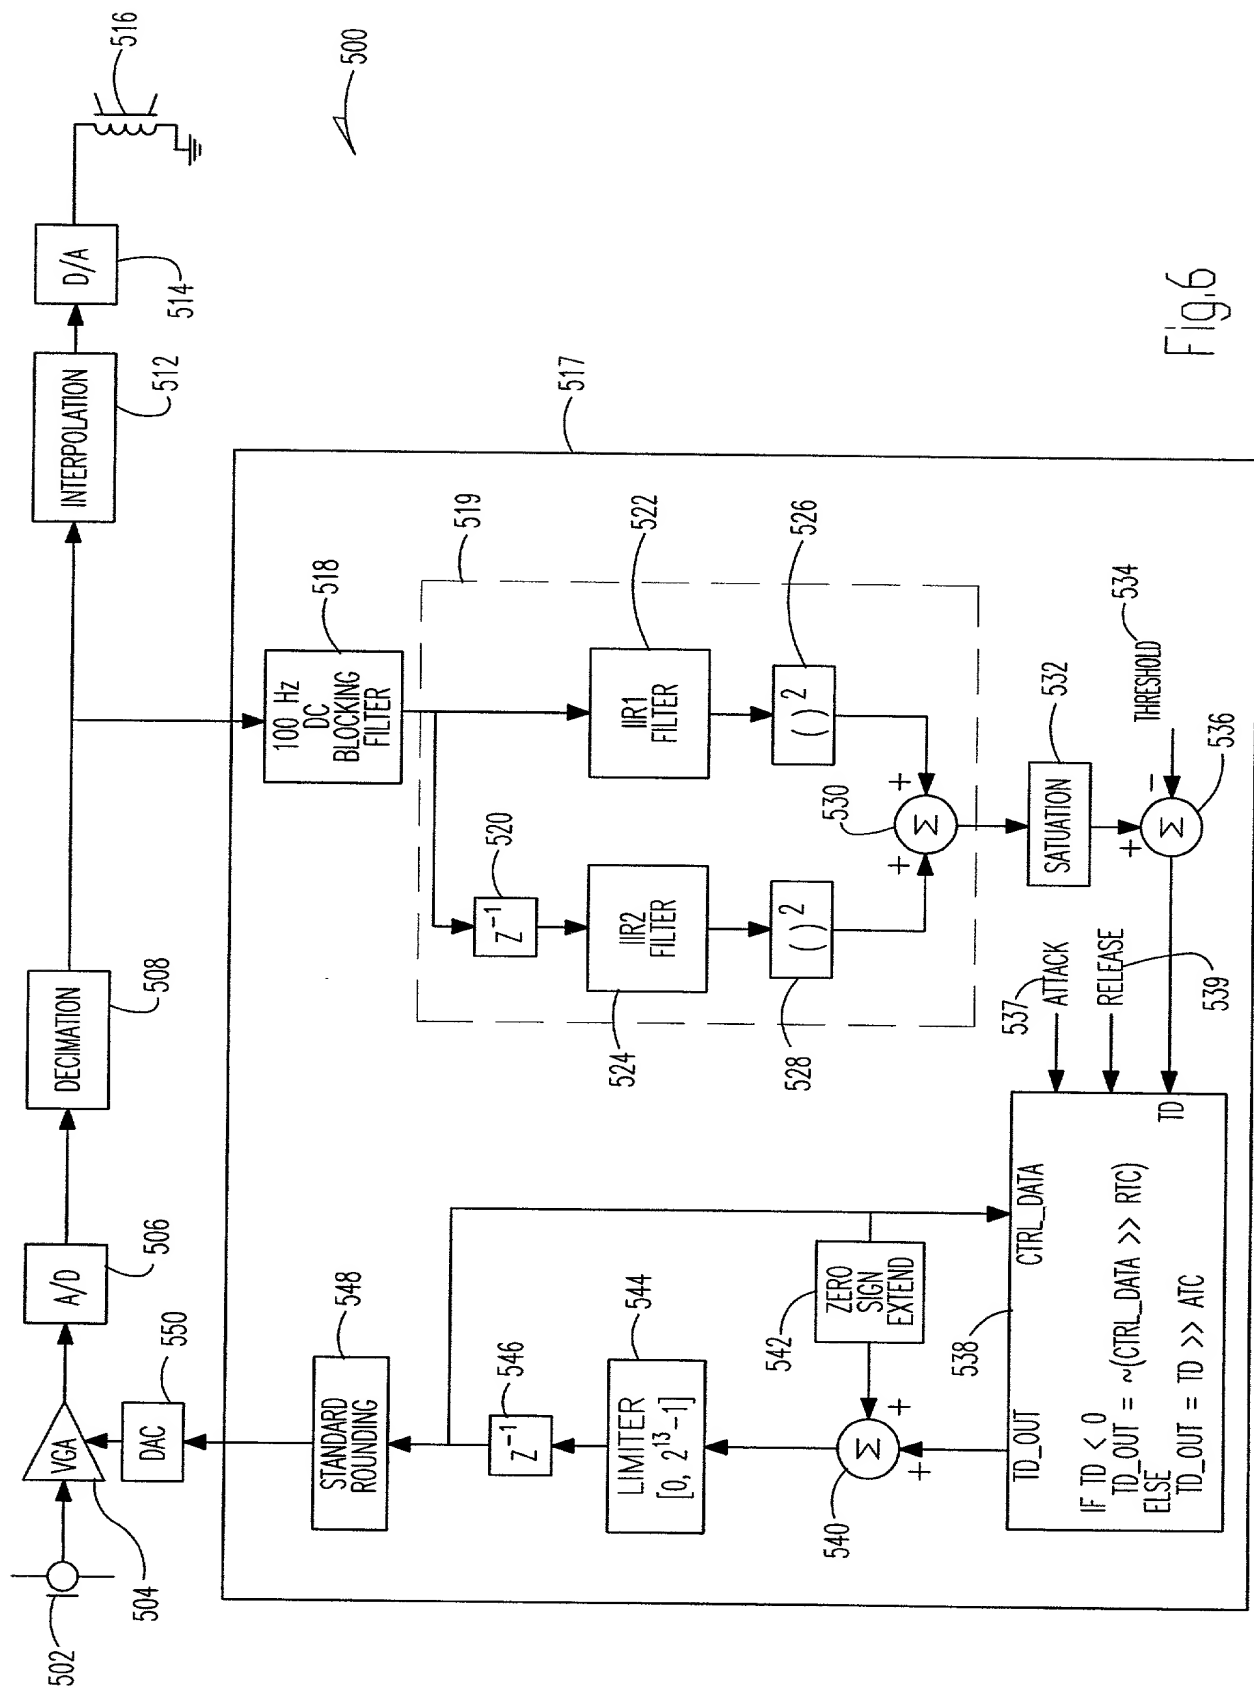 516
500
D/A
514
INTERPOLATION
512
DECIMATION
508
A/D
506
VGA
504
502
DAC
550
517
100 Hz
DC
BLOCKING
FILTER
518
519
Z⁻¹
520
IIR1
FILTER
522
IIR2
FILTER
524
( )²
526
( )²
528
Σ
530
+
+
SATUATION
532
THRESHOLD
534
Σ
536
+
−
537
ATTACK
RELEASE
539
TD
CTRL_DATA
TD_OUT
538
IF TD < 0
TD_OUT = ~(CTRL_DATA >> RTC)
ELSE
TD_OUT = TD >> ATC
ZERO
SIGN
EXTEND
542
Σ
540
+
+
LIMITER
[0, 2¹³ −1]
544
Z⁻¹
546
STANDARD
ROUNDING
548
Fig.6